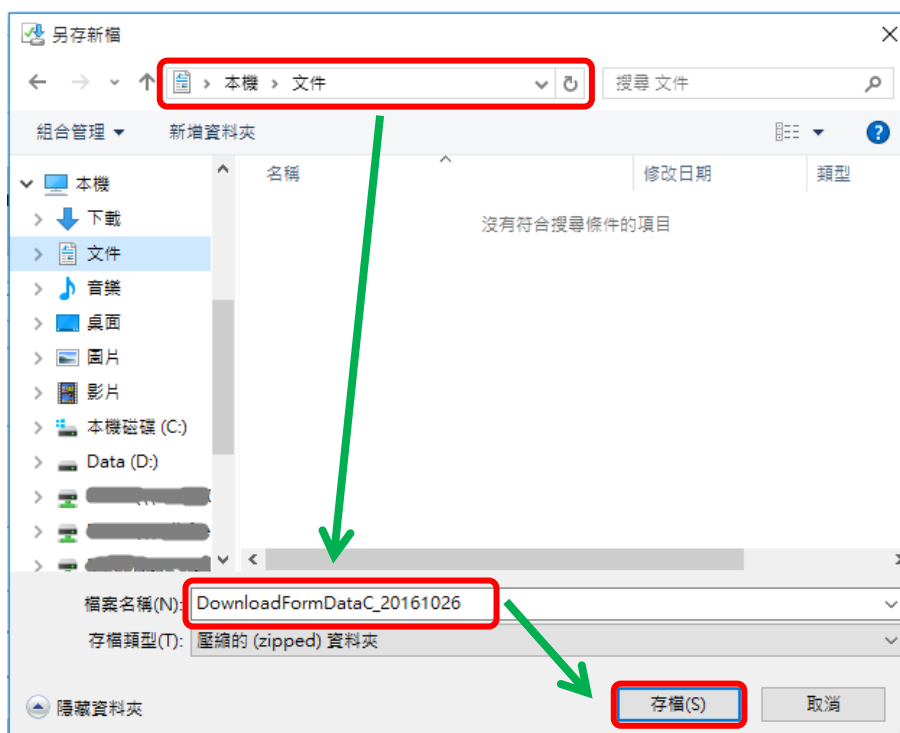 另存新檔
本機 文件
搜尋 文件
組合管理 新增資料夾
本機
下載
文件
音樂
桌面
圖片
影片
本機磁碟 (C:)
Data (D:)
名稱 修改日期 類型
沒有符合搜尋條件的項目
檔案名稱(N): DownloadFormDataC_20161026
存檔類型(T): 壓縮的 (zipped) 資料夾
隱藏資料夾 存檔(S) 取消